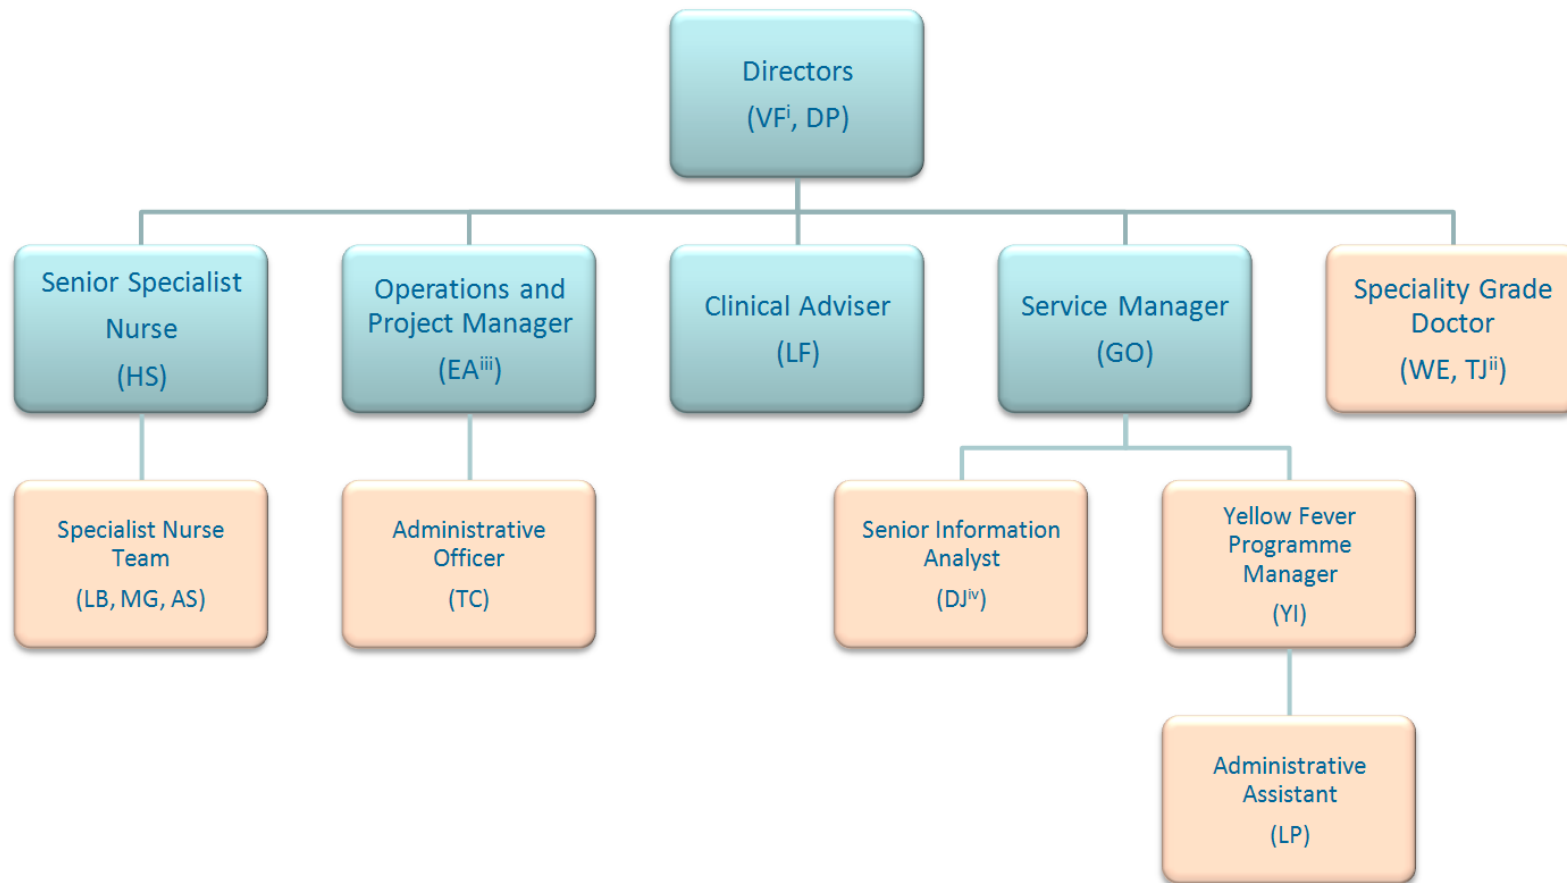 Directors
(VFⁱ, DP)
Senior Specialist
Nurse
(HS)
Operations and
Project Manager
(EAⁱⁱⁱ)
Clinical Adviser
(LF)
Service Manager
(GO)
Speciality Grade
Doctor
(WE, TJⁱⁱ)
Specialist Nurse
Team
(LB, MG, AS)
Administrative
Officer
(TC)
Senior Information
Analyst
(DJⁱᵛ)
Yellow Fever
Programme
Manager
(YI)
Administrative
Assistant
(LP)